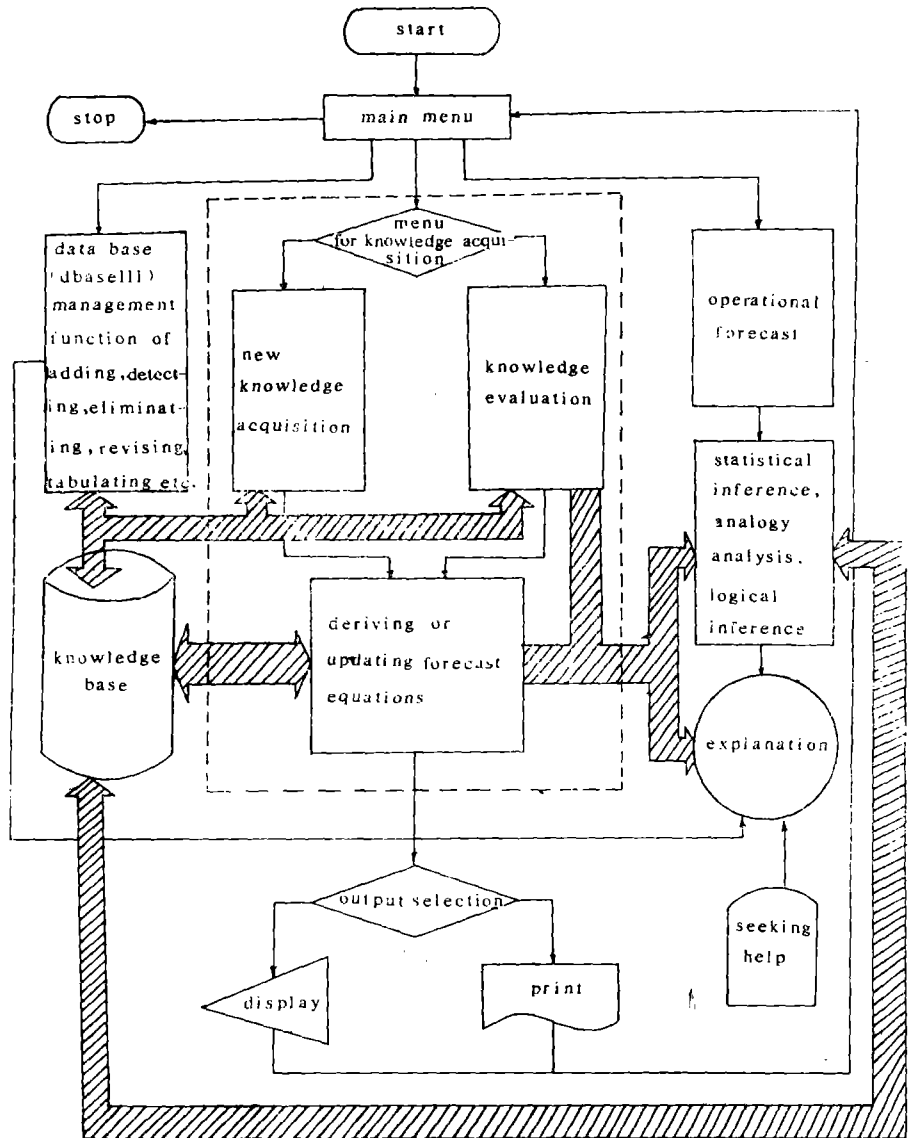 start
stop
main menu
menu
for knowledge acqui-
sition
data base
(dbaseIII)
management
function of
adding, detect-
ing, eliminat-
ing, revising,
tabulating etc.
new
knowledge
acquisition
knowledge
evaluation
operational
forecast
statistical
inference,
analogy
analysis,
logical
inference
knowledge
base
deriving or
updating forecast
equations
explanation
output selection
seeking
help
display
print